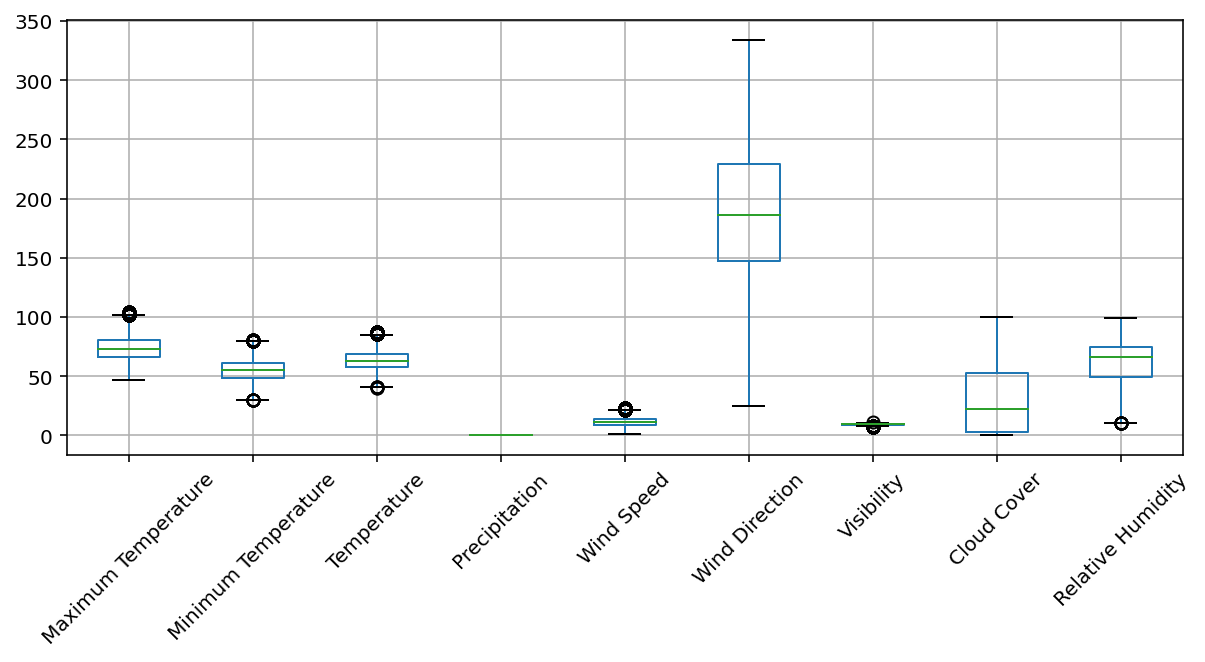 350
300
250
200
150
100
50
0
Maximum Temperature
Minimum Temperature
Temperature
Precipitation
Wind Speed
Wind Direction
Visibility
Cloud Cover
Relative Humidity